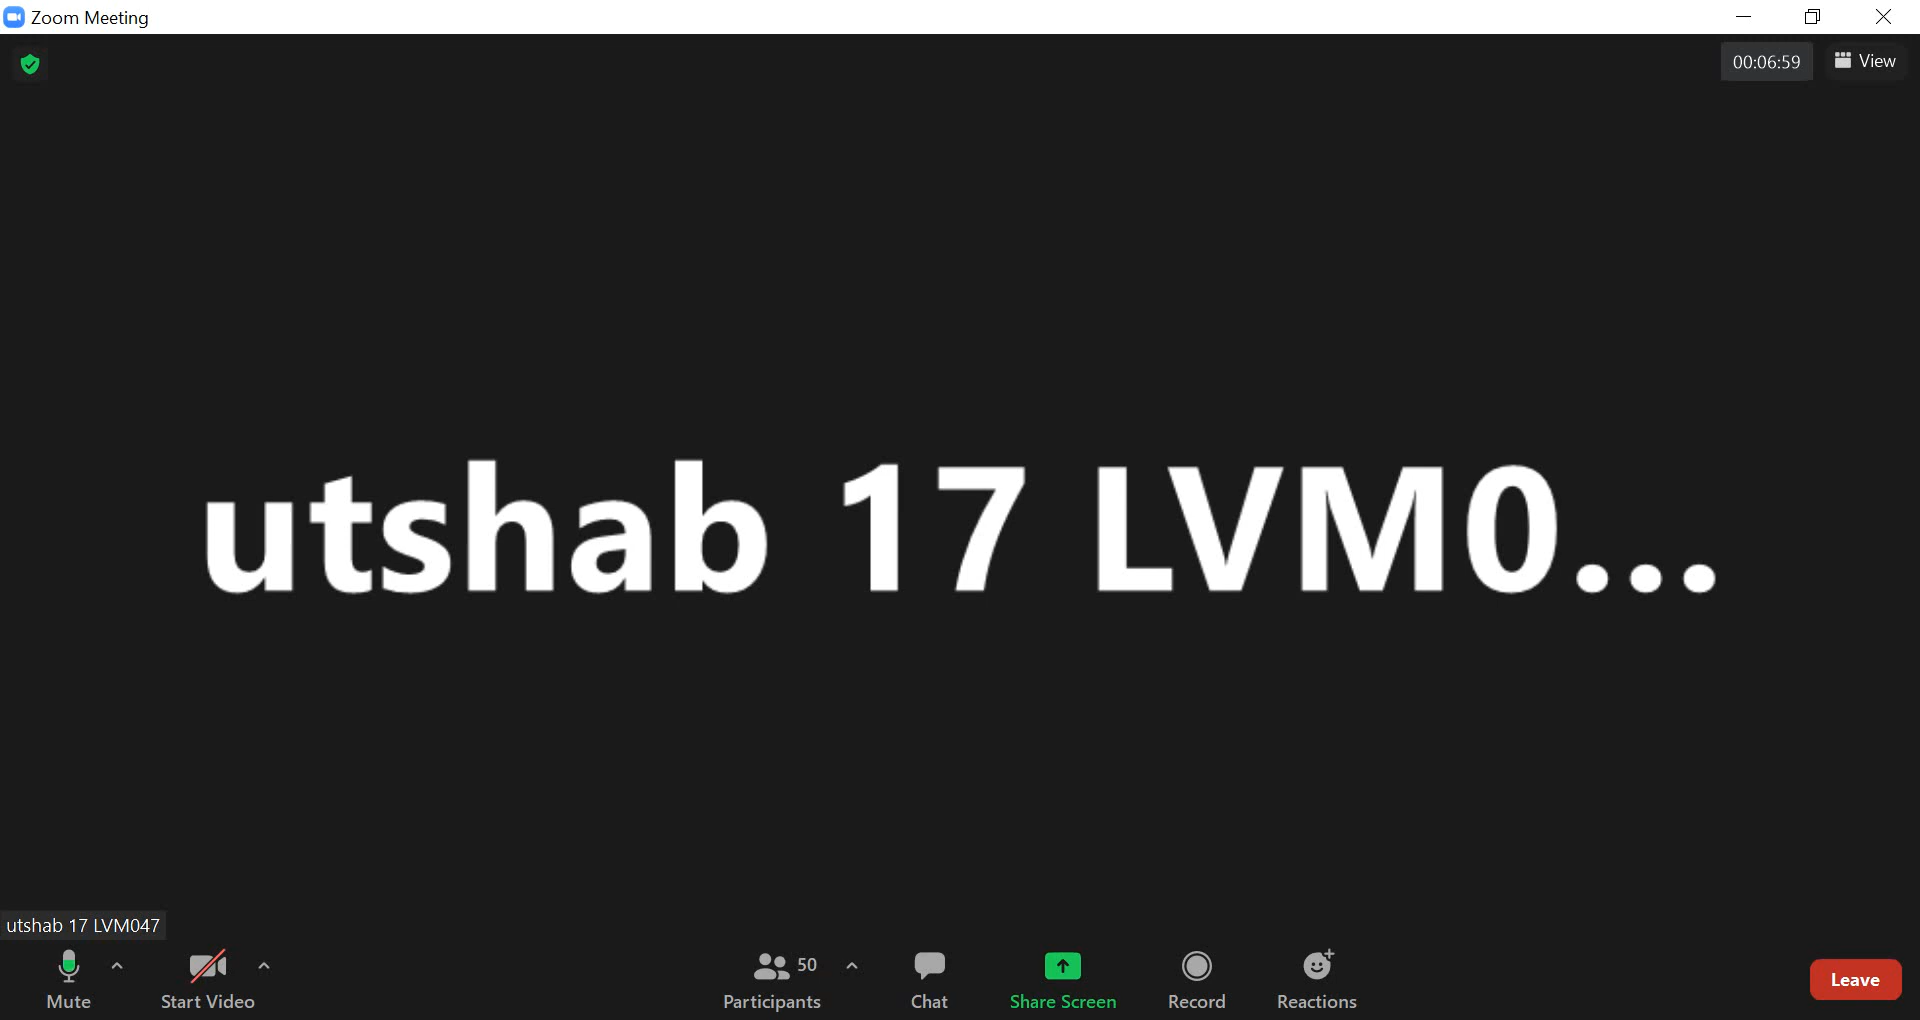 Zoom Meeting
00:06:59
View
utshab 17 LVM0...
utshab 17 LVM047
Mute
Start Video
50
Participants
Chat
Share Screen
Record
Reactions
Leave